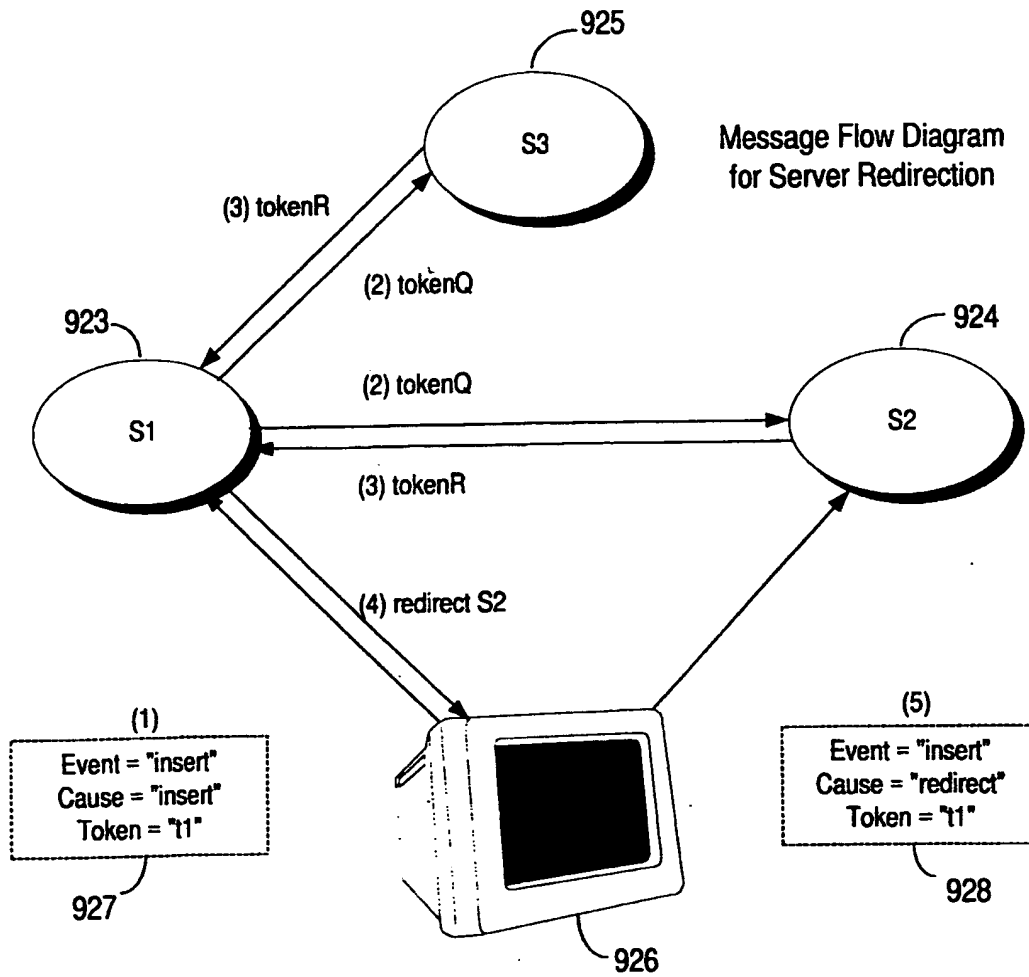 925
S3
Message Flow Diagram
for Server Redirection
(3) tokenR
(2) tokenQ
923
924
(2) tokenQ
S1
S2
(3) tokenR
(4) redirect S2
(1)
Event = "insert"
Cause = "insert"
Token = "t1"
927
(5)
Event = "insert"
Cause = "redirect"
Token = "t1"
928
926